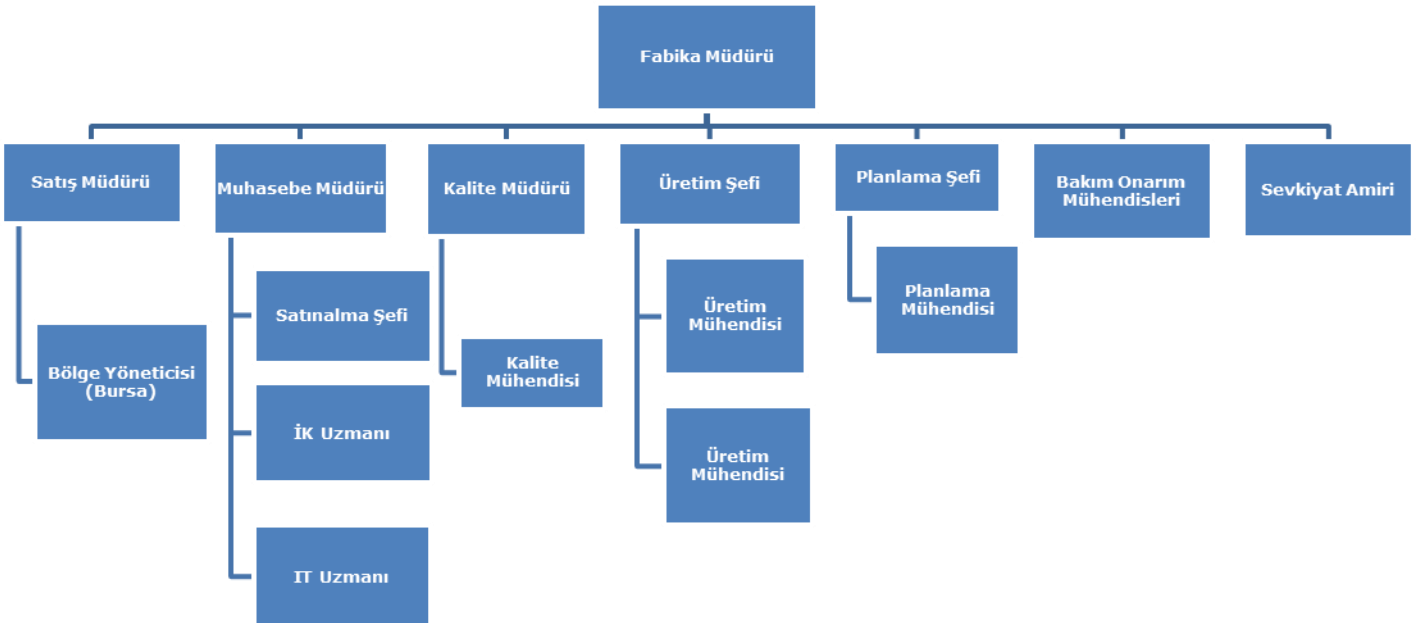 Fabika Müdürü
Satış Müdürü
Muhasebe Müdürü
Kalite Müdürü
Üretim Şefi
Planlama Şefi
Bakım Onarım
Mühendisleri
Sevkiyat Amiri
Bölge Yöneticisi
(Bursa)
Satınalma Şefi
İK Uzmanı
IT Uzmanı
Kalite
Mühendisi
Üretim
Mühendisi
Üretim
Mühendisi
Planlama
Mühendisi